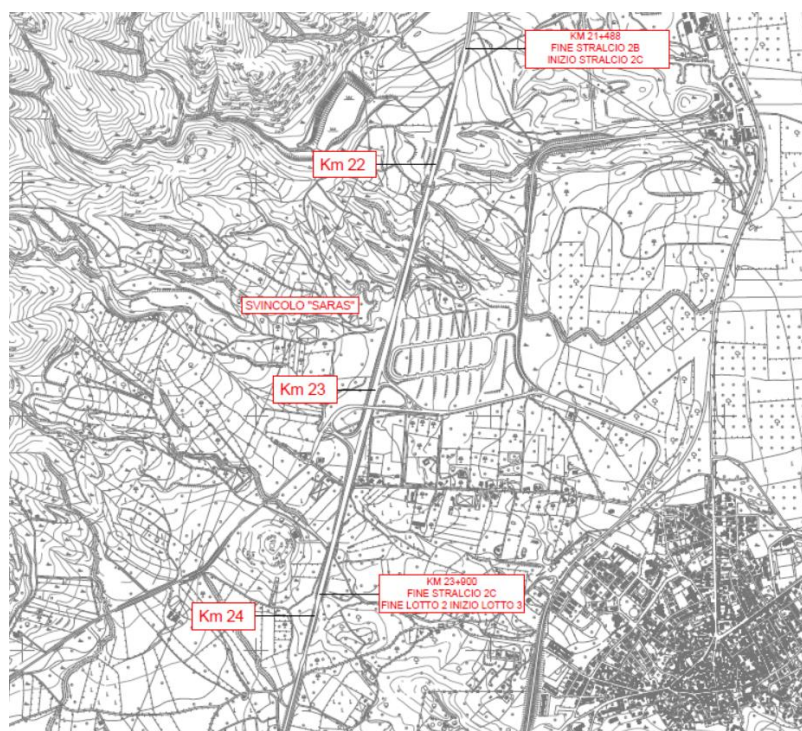 KM 21+488
FINE STRALCIO 2B
INIZIO STRALCIO 2C
Km 22
SVINCOLO "SARAS"
Km 23
KM 23+900
FINE STRALCIO 2C
FINE LOTTO 2 INIZIO LOTTO 3
Km 24